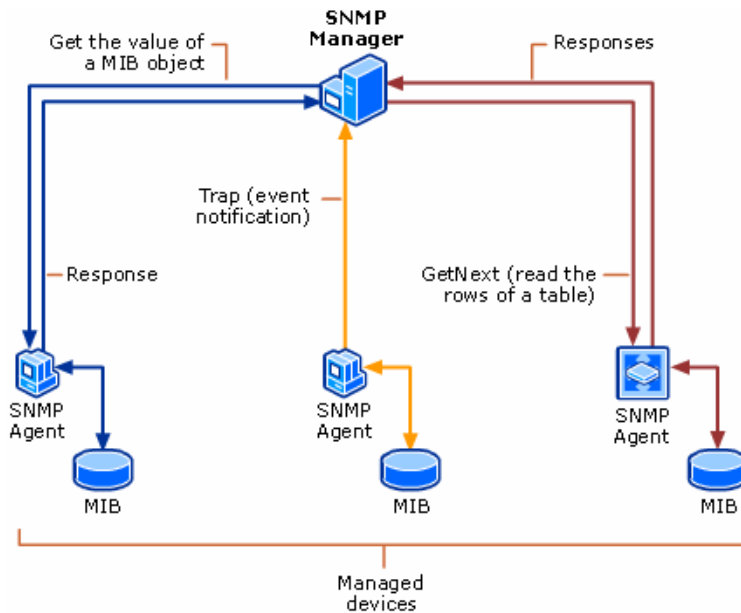 SNMP
Manager
Get the value of
a MIB object
Responses
Trap (event
notification)
Response
GetNext (read the
rows of a table)
SNMP
Agent
SNMP
Agent
SNMP
Agent
MIB
MIB
MIB
Managed
devices